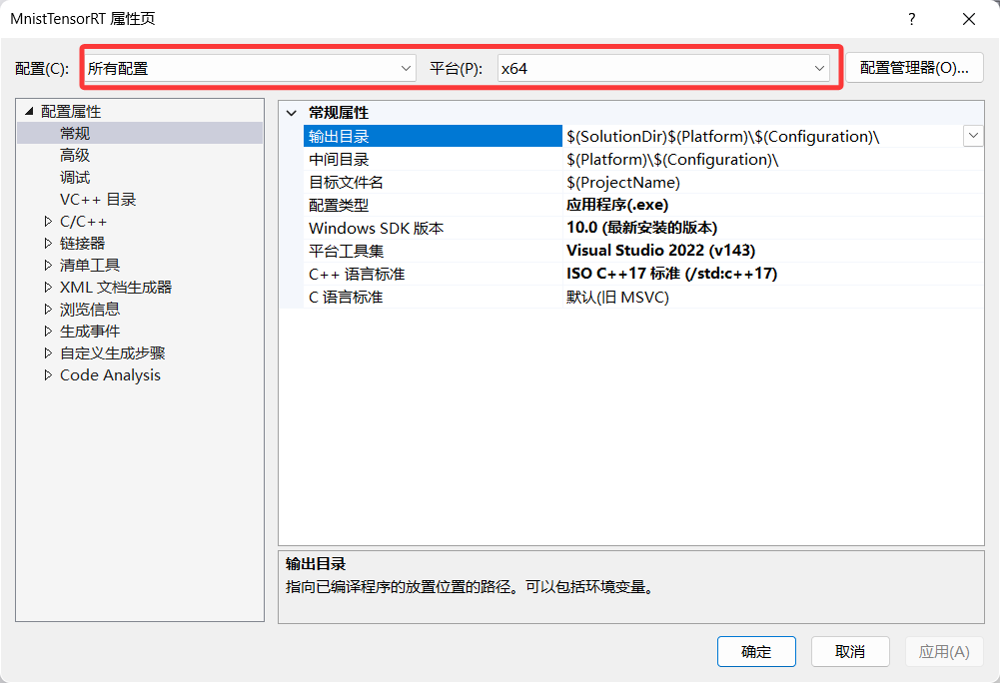 MnistTensorRT 属性页
配置(C): 所有配置 平台(P): x64 配置管理器(O)...
配置属性
常规
高级
调试
VC++ 目录
C/C++
链接器
清单工具
XML 文档生成器
浏览信息
生成事件
自定义生成步骤
Code Analysis
常规属性
输出目录 $(SolutionDir)$(Platform)\$(Configuration)\
中间目录 $(Platform)\$(Configuration)\
目标文件名 $(ProjectName)
配置类型 应用程序(.exe)
Windows SDK 版本 10.0 (最新安装的版本)
平台工具集 Visual Studio 2022 (v143)
C++ 语言标准 ISO C++17 标准 (/std:c++17)
C 语言标准 默认(旧 MSVC)
输出目录
指向已编译程序的放置位置的路径。可以包括环境变量。
确定 取消 应用(A)